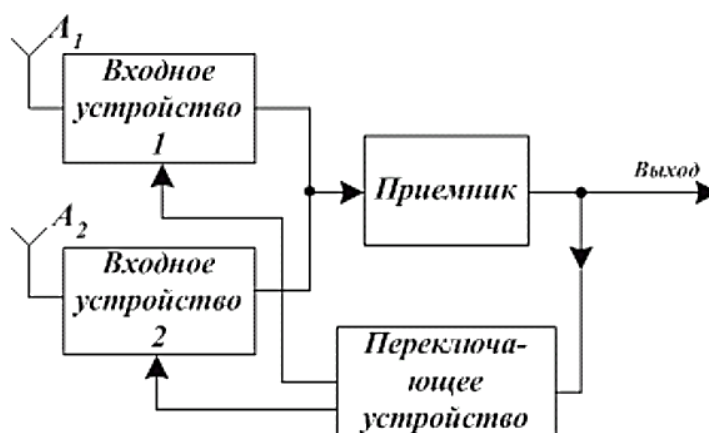 A1
Входное
устройство
1
Приемник
Выход
A2
Входное
устройство
2
Переключа-
ющее
устройство